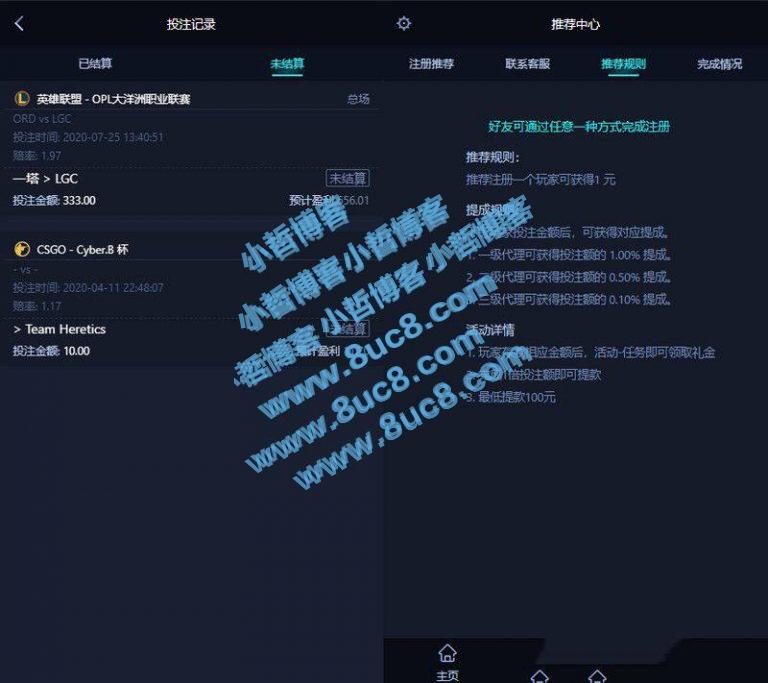 投注记录
已结算
未结算
英雄联盟 - OPL大洋洲职业联赛
总场
ORD vs LGC
投注时间: 2020-07-25 13:40:51
赔率: 1.97
一塔 > LGC
未结算
投注金额: 333.00
预计盈利 656.01
CSGO - Cyber.B 杯
- vs -
投注时间: 2020-04-11 22:48:07
赔率: 1.17
> Team Heretics
未结算
投注金额: 10.00
预计盈利
推荐中心
注册推荐
联系客服
推荐规则
完成情况
好友可通过任意一种方式完成注册
推荐规则:
推荐注册一个玩家可获得1 元
提成规则
投注金额后，可获得对应提成。
1. 一级代理可获得投注额的 1.00% 提成。
2. 二级代理可获得投注额的 0.50% 提成。
3. 三级代理可获得投注额的 0.10% 提成。
活动详情
1. 玩家 相应金额后，活动-任务即可领取礼金
倍投注额即可提款
3. 最低提款100元
主页
小哲博客
小哲博客小哲博客
小哲博客 小哲博客 小哲博客
www.8uc8.com
www.8uc8.com
www.8uc8.com